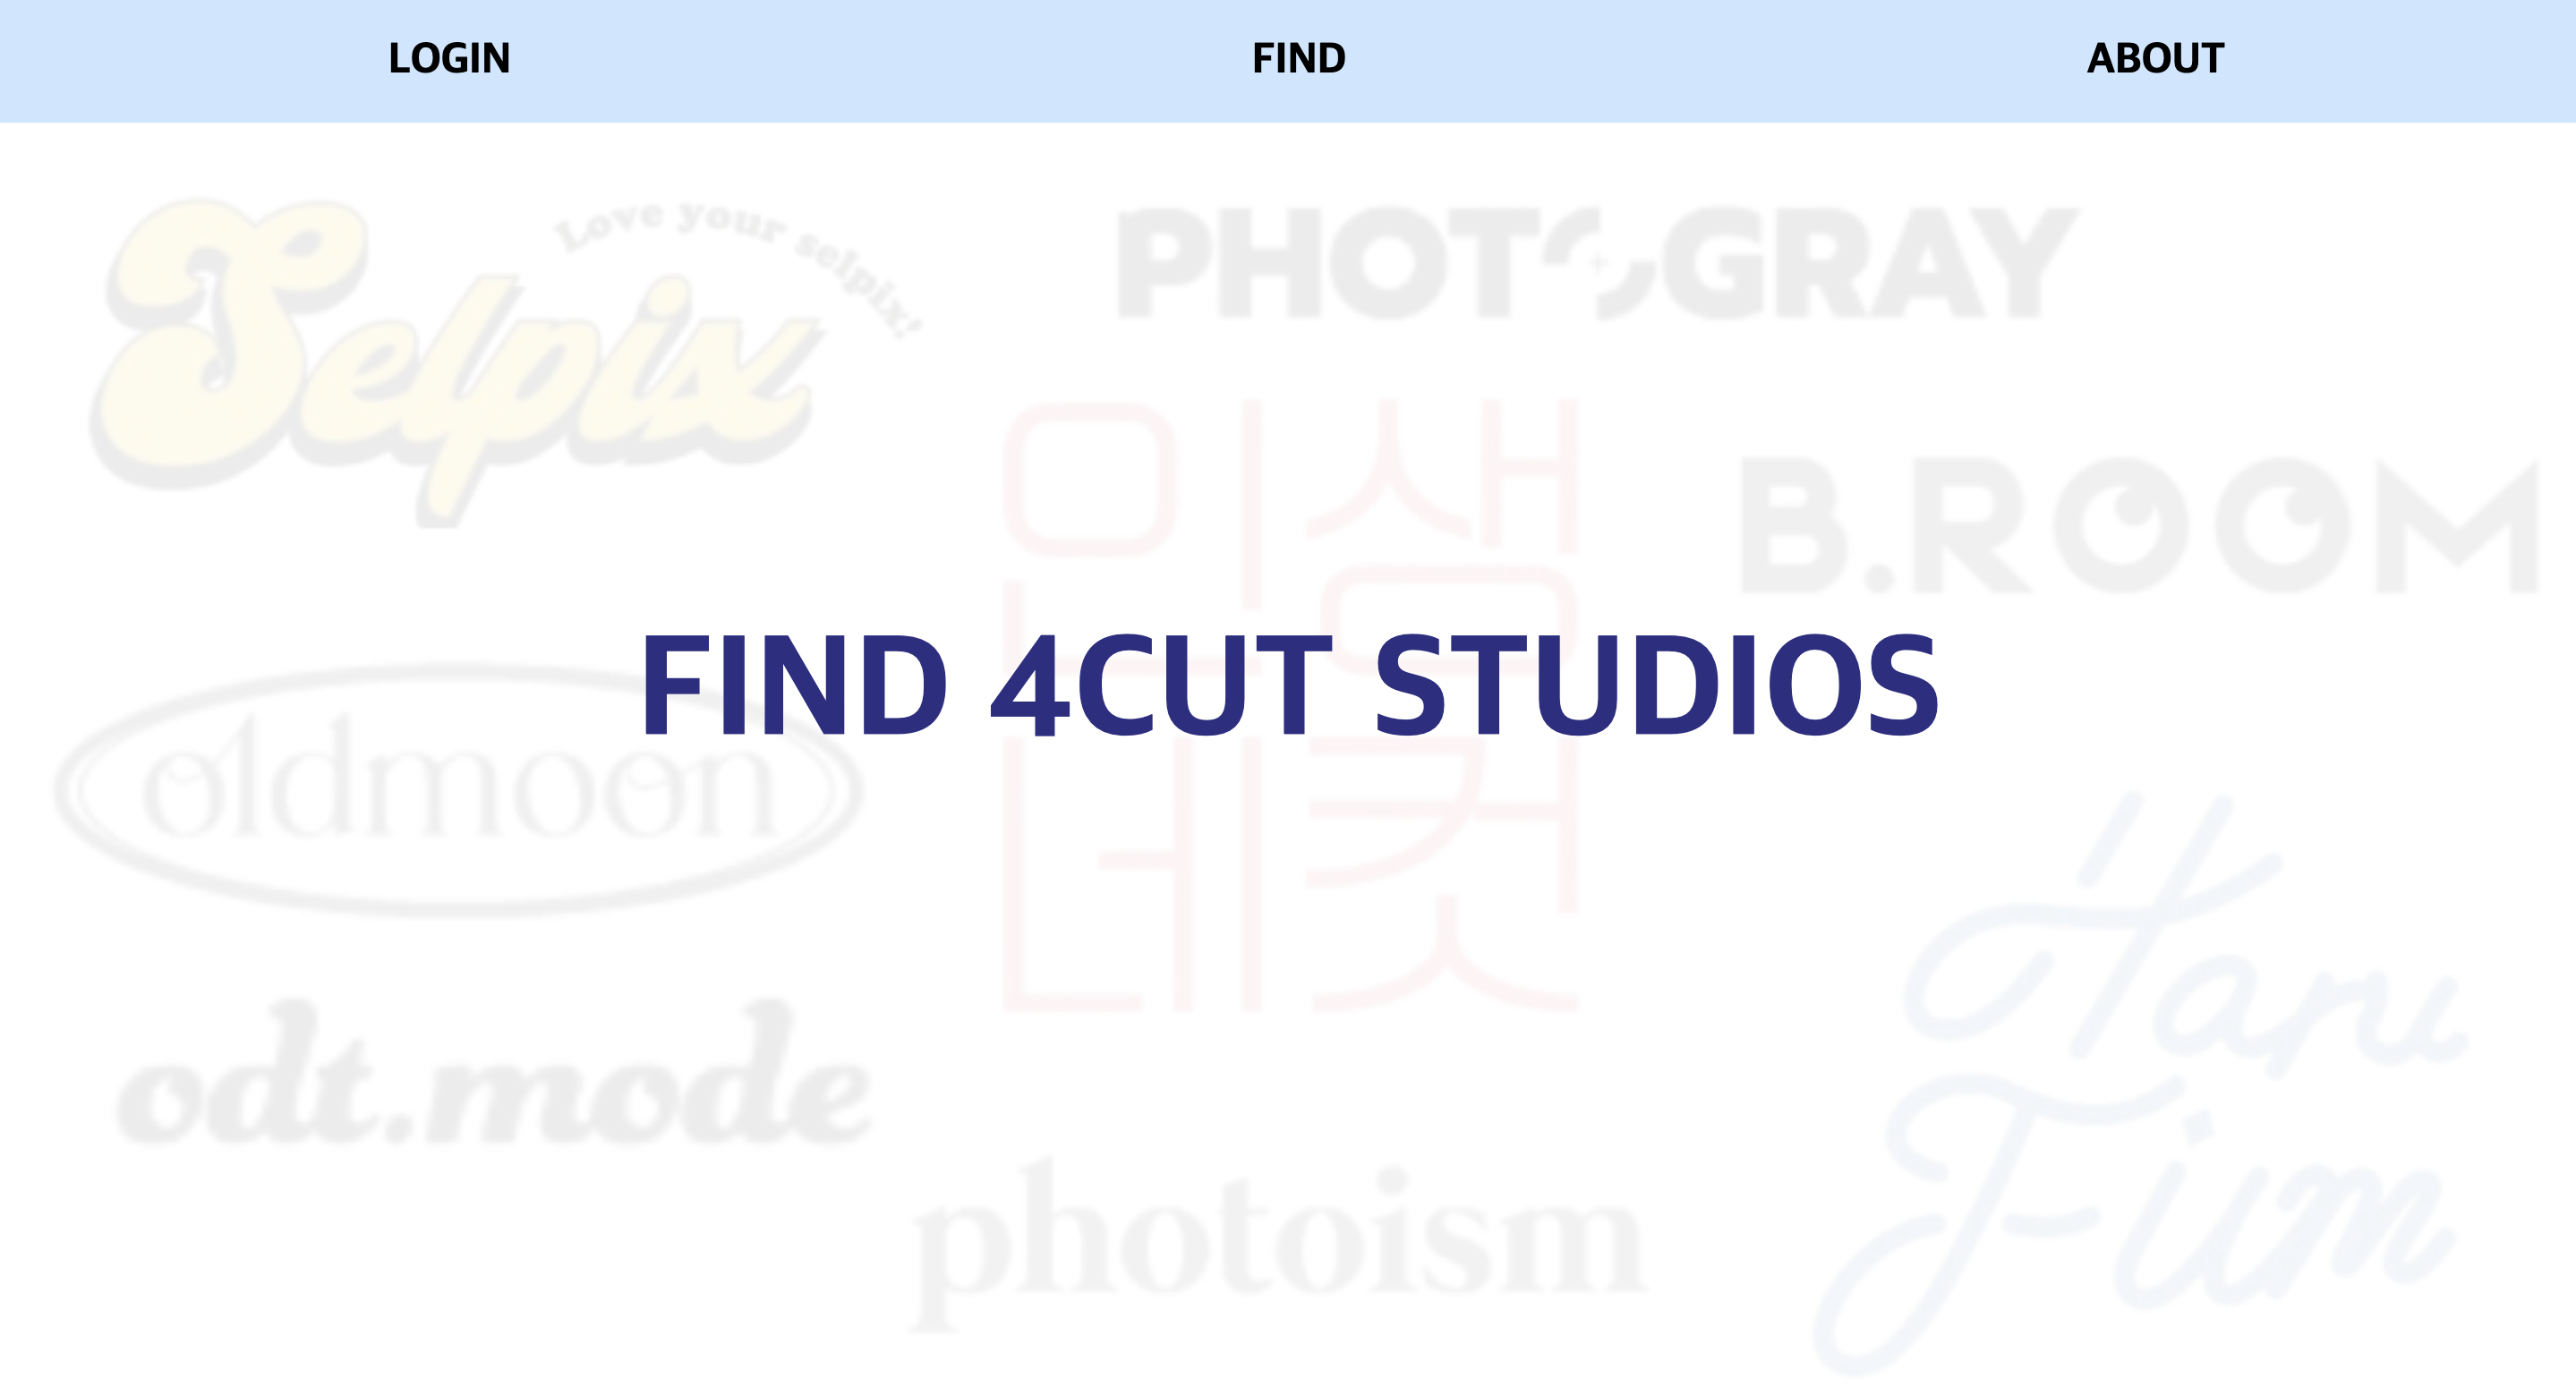 LOGIN FIND ABOUT
Love your selpix!
Selpix
PHOTOGRAY
인생
네컷
B.ROOM
FIND 4CUT STUDIOS
oldmoon
Haru
Film
odt.mode
photoism